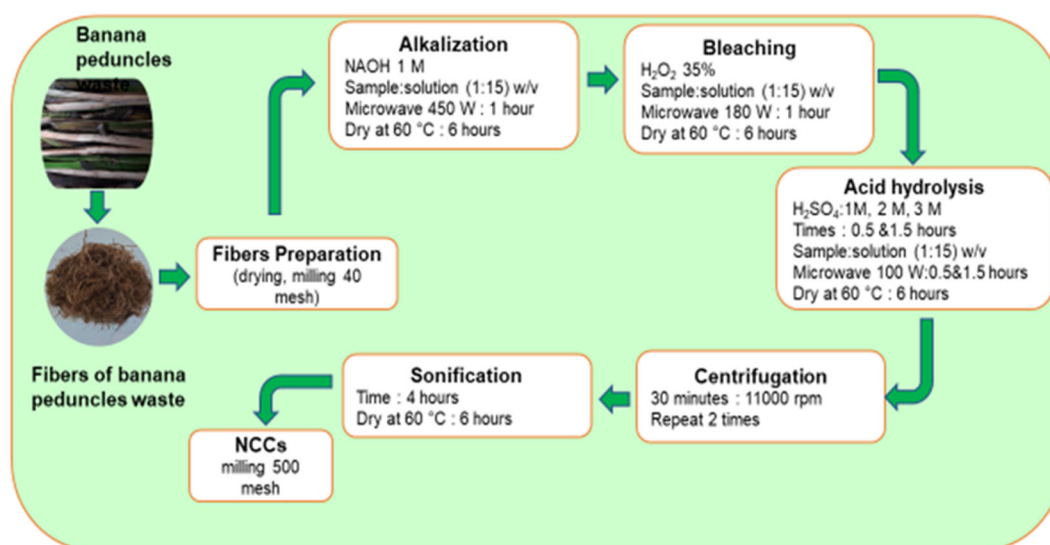 Banana
peduncles
waste
Fibers of banana
peduncles waste
Fibers Preparation
(drying, milling 40
mesh)
Alkalization
NAOH 1 M
Sample:solution (1:15) w/v
Microwave 450 W : 1 hour
Dry at 60 °C : 6 hours
Bleaching
H₂O₂ 35%
Sample:solution (1:15) w/v
Microwave 180 W : 1 hour
Dry at 60 °C : 6 hours
Acid hydrolysis
H₂SO₄:1M, 2 M, 3 M
Times : 0.5 &1.5 hours
Sample:solution (1:15) w/v
Microwave 100 W:0.5&1.5 hours
Dry at 60 °C : 6 hours
Centrifugation
30 minutes : 11000 rpm
Repeat 2 times
Sonification
Time : 4 hours
Dry at 60 °C : 6 hours
NCCs
milling 500
mesh